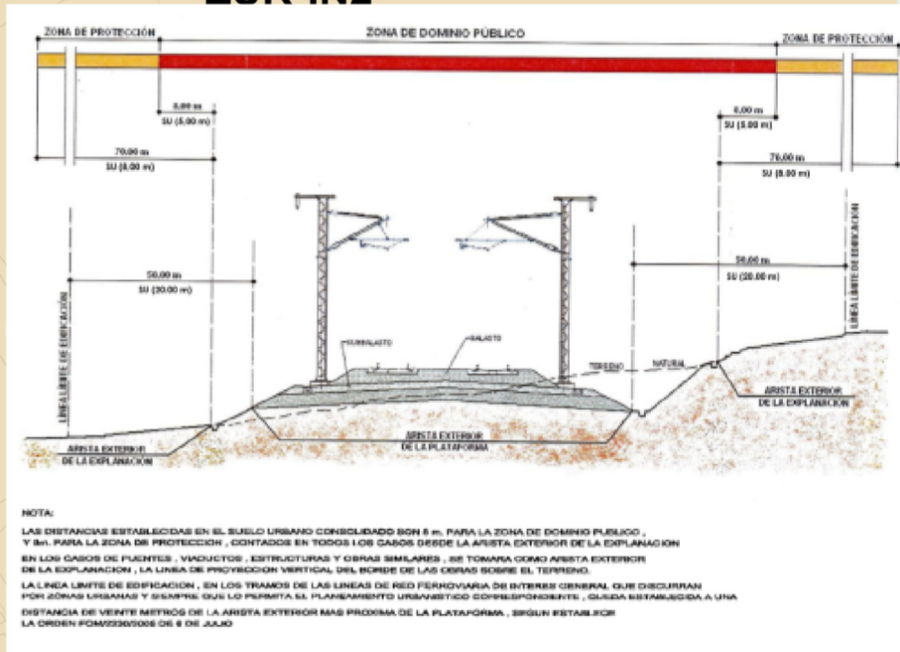 ZONA DE PROTECCIÓN
ZONA DE DOMINIO PÚBLICO
ZONA DE PROTECCIÓN
8,00 m
SU (5,00 m)
8,00 m
SU (5,00 m)
70,00 m
SU (8,00 m)
70,00 m
SU (8.00 m)
50,00 m
SU (20,00 m)
50,00 m
SU (20,00 m)
LINEA LÍMITE DE EDIFICACIÓN
LINEA LÍMITE DE EDIFICACIÓN
SUBBALASTO
BALASTO
TERRENO NATURAL
ARISTA EXTERIOR
DE LA EXPLANACIÓN
ARISTA EXTERIOR
DE LA PLATAFORMA
ARISTA EXTERIOR
DE LA EXPLANACIÓN
NOTA:
LAS DISTANCIAS ESTABLECIDAS EN EL SUELO URBANO CONSOLIDADO SON 5 m. PARA LA ZONA DE DOMINIO PUBLICO ,
Y 8m. PARA LA ZONA DE PROTECCION , CONTADOS EN TODOS LOS CASOS DESDE LA ARISTA EXTERIOR DE LA EXPLANACIÓN
EN LOS CASOS DE PUENTES , VIADUCTOS , ESTRUCTURAS Y OBRAS SIMILARES , SE TOMARA COMO ARISTA EXTERIOR
DE LA EXPLANACION , LA LINEA DE PROYECCION VERTICAL DEL BORDE DE LAS OBRAS SOBRE EL TERRENO.
LA LINEA LIMITE DE EDIFICACION , EN LOS TRAMOS DE LAS LINEAS DE RED FERROVIARIA DE INTERES GENERAL QUE DISCURRAN
POR ZONAS URBANAS Y SIEMPRE QUE LO PERMITA EL PLANEAMIENTO URBANISTICO CORRESPONDIENTE , QUEDA ESTABLECIDA A UNA
DISTANCIA DE VEINTE METROS DE LA ARISTA EXTERIOR MAS PROXIMA DE LA PLATAFORMA , SEGUN ESTABLECE
LA ORDEN FOM/2230/2005 DE 6 DE JULIO